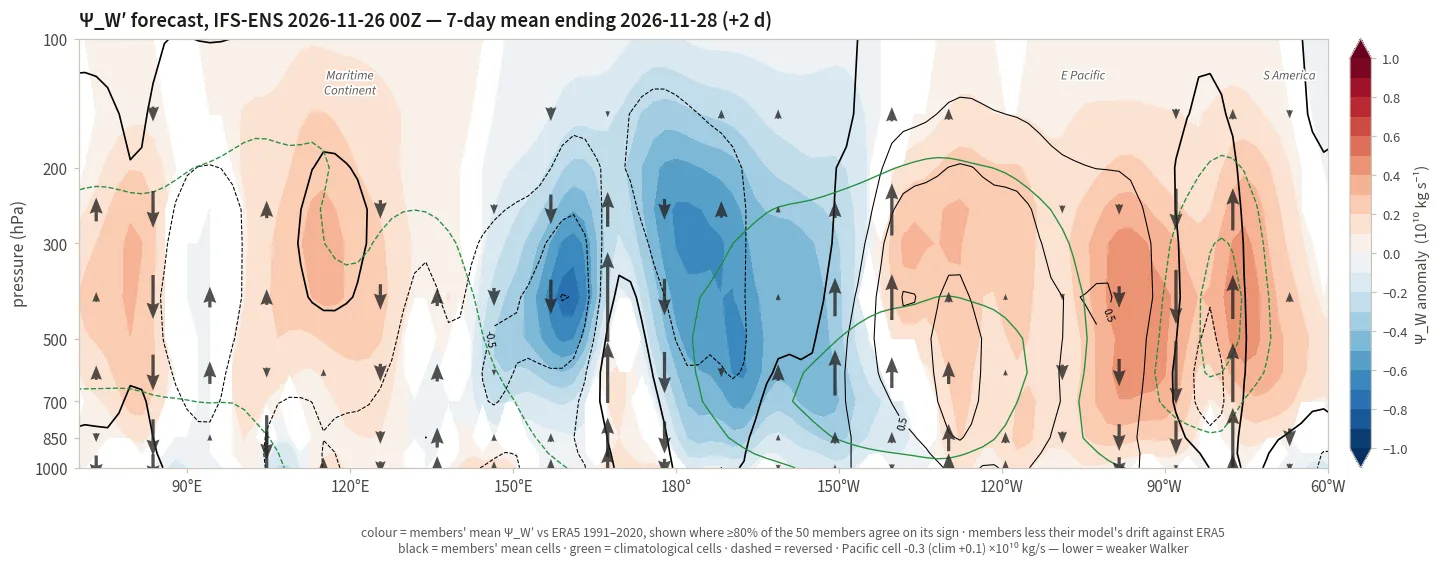 Ψ_W′ forecast, IFS-ENS 2026-11-26 00Z — 7-day mean ending 2026-11-28 (+2 d)
100
200
300
400
500
700
850
1000
pressure (hPa)
Maritime
Continent
E Pacific
S America
-0.5
0.5
0.5
90°E
120°E
150°E
180°
150°W
120°W
90°W
60°W
1.0
0.8
0.6
0.4
0.2
0.0
−0.2
−0.4
−0.6
−0.8
−1.0
Ψ_W anomaly (10¹⁰ kg s⁻¹)
colour = members' mean Ψ_W′ vs ERA5 1991–2020, shown where ≥80% of the 50 members agree on its sign · members less their model's drift against ERA5
black = members' mean cells · green = climatological cells · dashed = reversed · Pacific cell -0.3 (clim +0.1) ×10¹⁰ kg/s — lower = weaker Walker